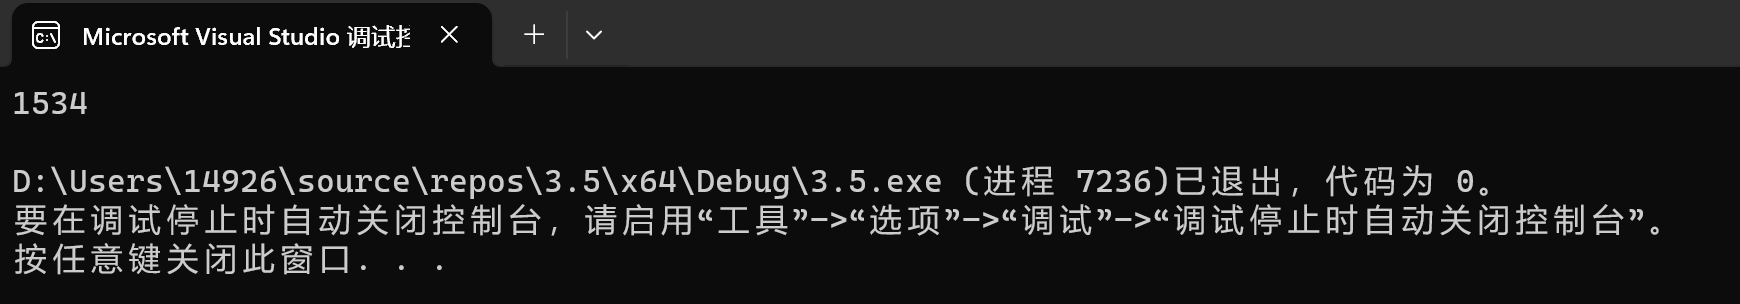 Microsoft Visual Studio 调试控
1534
D:\Users\14926\source\repos\3.5\x64\Debug\3.5.exe (进程 7236)已退出，代码为 0。
要在调试停止时自动关闭控制台，请启用“工具”->“选项”->“调试”->“调试停止时自动关闭控制台”。
按任意键关闭此窗口. . .